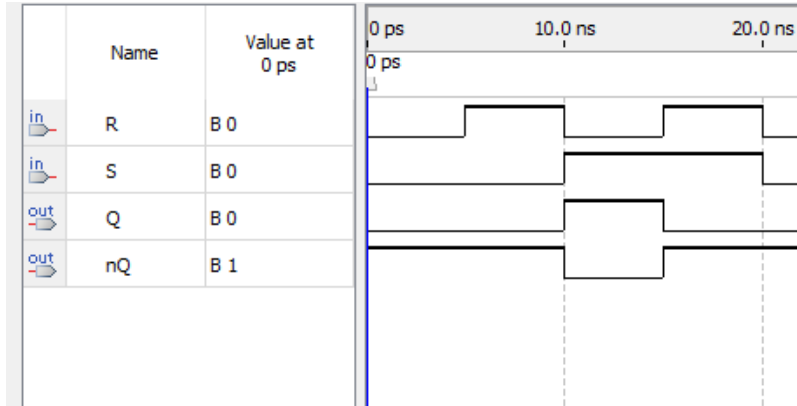 Name
Value at
0 ps
0 ps
10.0 ns
20.0 ns
0 ps
in
R
B 0
in
S
B 0
out
Q
B 0
out
nQ
B 1